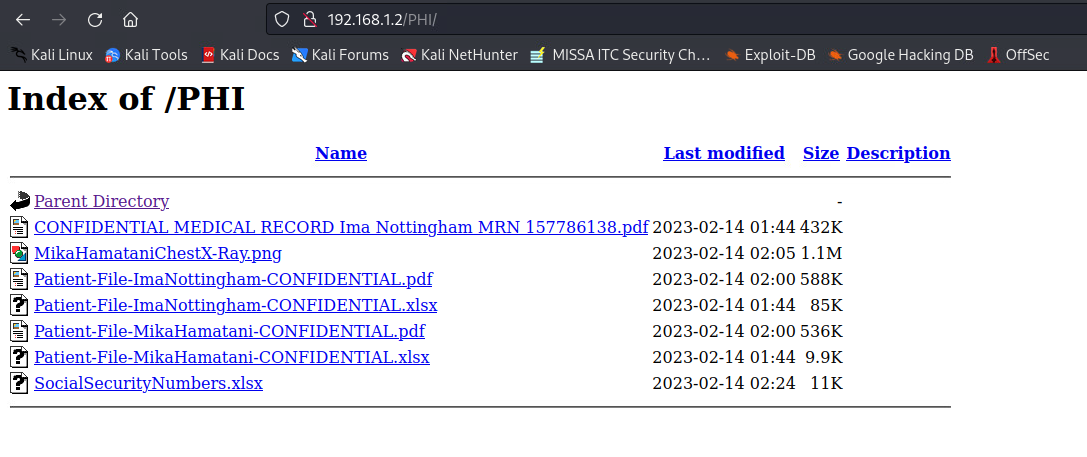 192.168.1.2/PHI/
Kali Linux Kali Tools Kali Docs Kali Forums Kali NetHunter MISSA ITC Security Ch… Exploit-DB Google Hacking DB OffSec
Index of /PHI
Name Last modified Size Description
Parent Directory -
CONFIDENTIAL MEDICAL RECORD Ima Nottingham MRN 157786138.pdf 2023-02-14 01:44 432K
MikaHamataniChestX-Ray.png 2023-02-14 02:05 1.1M
Patient-File-ImaNottingham-CONFIDENTIAL.pdf 2023-02-14 02:00 588K
Patient-File-ImaNottingham-CONFIDENTIAL.xlsx 2023-02-14 01:44 85K
Patient-File-MikaHamatani-CONFIDENTIAL.pdf 2023-02-14 02:00 536K
Patient-File-MikaHamatani-CONFIDENTIAL.xlsx 2023-02-14 01:44 9.9K
SocialSecurityNumbers.xlsx 2023-02-14 02:24 11K